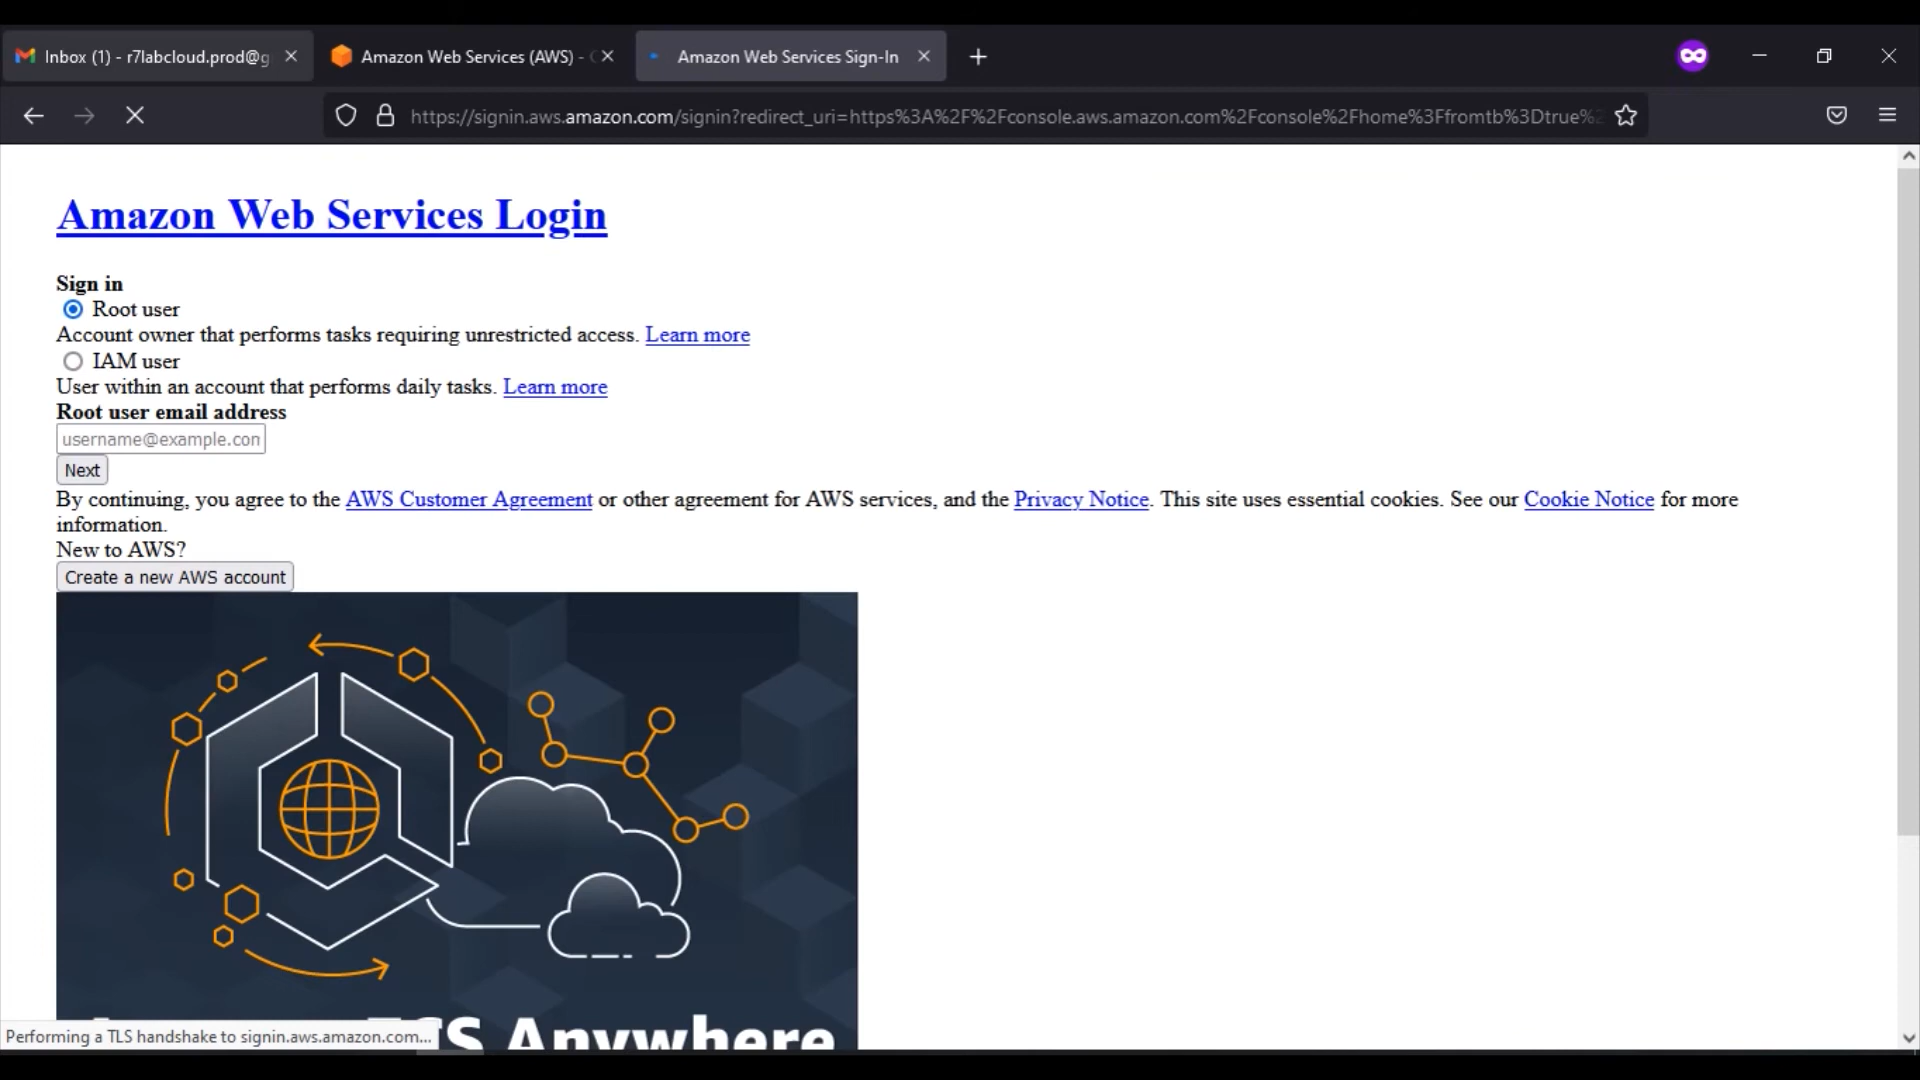 Inbox (1) - r7labcloud.prod@g
Amazon Web Services (AWS) - C
Amazon Web Services Sign-In
https://signin.aws.amazon.com/signin?redirect_uri=https%3A%2F%2Fconsole.aws.amazon.com%2Fconsole%2Fhome%3Ffromtb%3Dtrue%2
Amazon Web Services Login
Sign in
Root user
Account owner that performs tasks requiring unrestricted access. Learn more
IAM user
User within an account that performs daily tasks. Learn more
Root user email address
username@example.con
Next
By continuing, you agree to the AWS Customer Agreement or other agreement for AWS services, and the Privacy Notice. This site uses essential cookies. See our Cookie Notice for more
information.
New to AWS?
Create a new AWS account
Anywhere
Performing a TLS handshake to signin.aws.amazon.com...